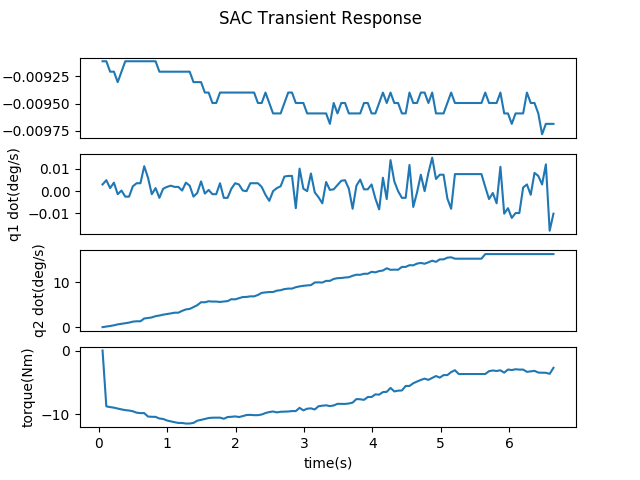 SAC Transient Response
−0.00925
−0.00950
−0.00975
q1 dot(deg/s)
0.01
0.00
−0.01
q2 dot(deg/s)
10
0
torque(Nm)
0
−10
0 1 2 3 4 5 6
time(s)